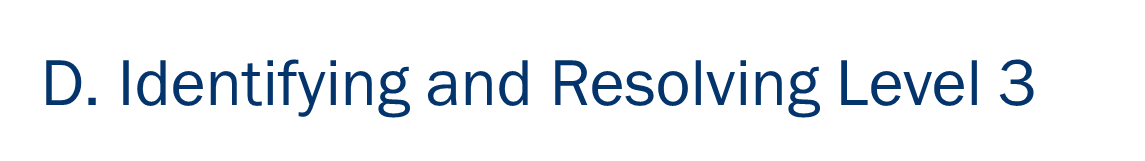 D. Identifying and Resolving Level 3